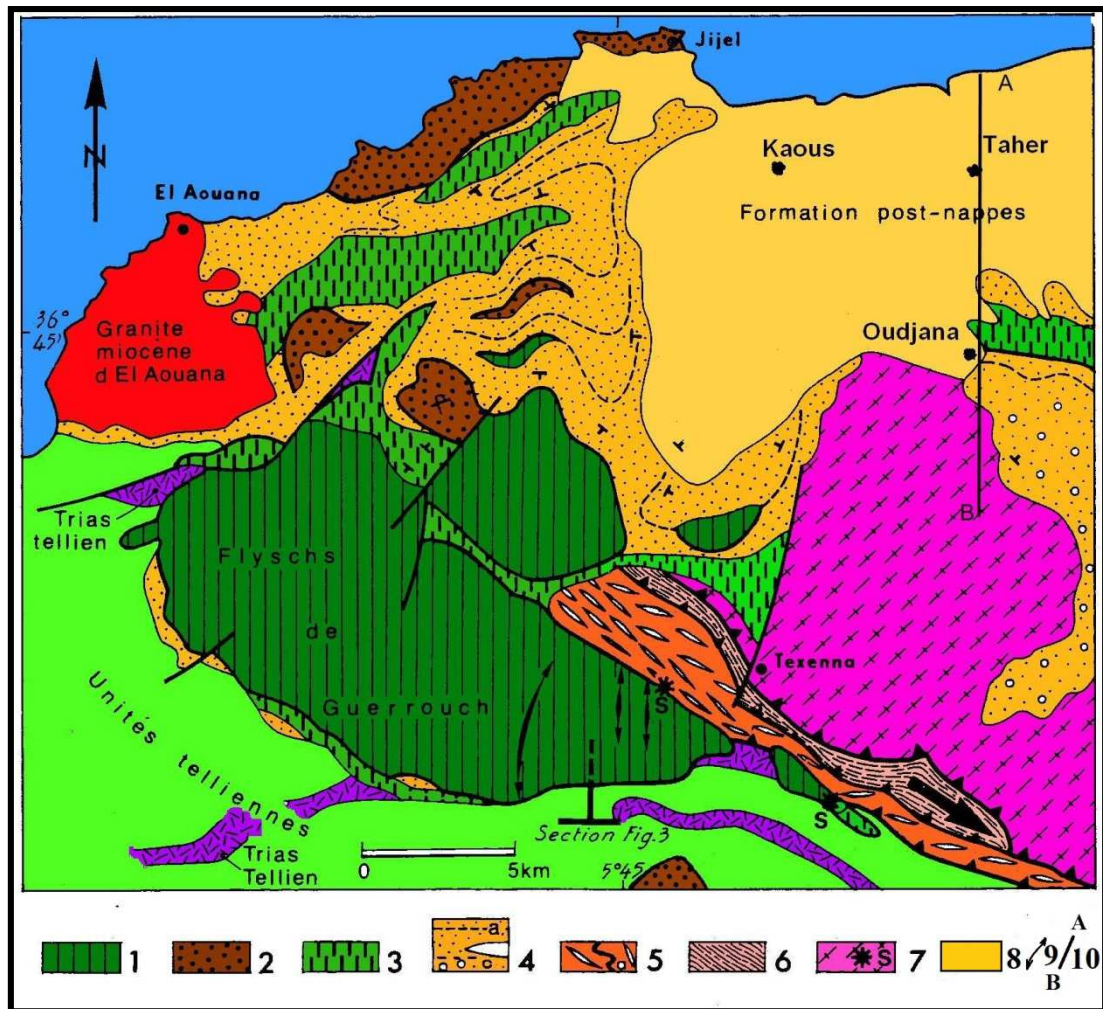 Jijel
A
N
Kaous
Taher
El Aouana
Formation post-nappes
36°
45'
Granite
miocène
d El Aouana
Oudjana
B
Trias
tellien
Flyschs
de
Guerrouch
Texenna
S
Unités telliennes
S
Section Fig.3
Trias
Tellien
0
5km
5°45
1
2
a
b
c
3
4
5
6
S
7
8
9/10
A
B